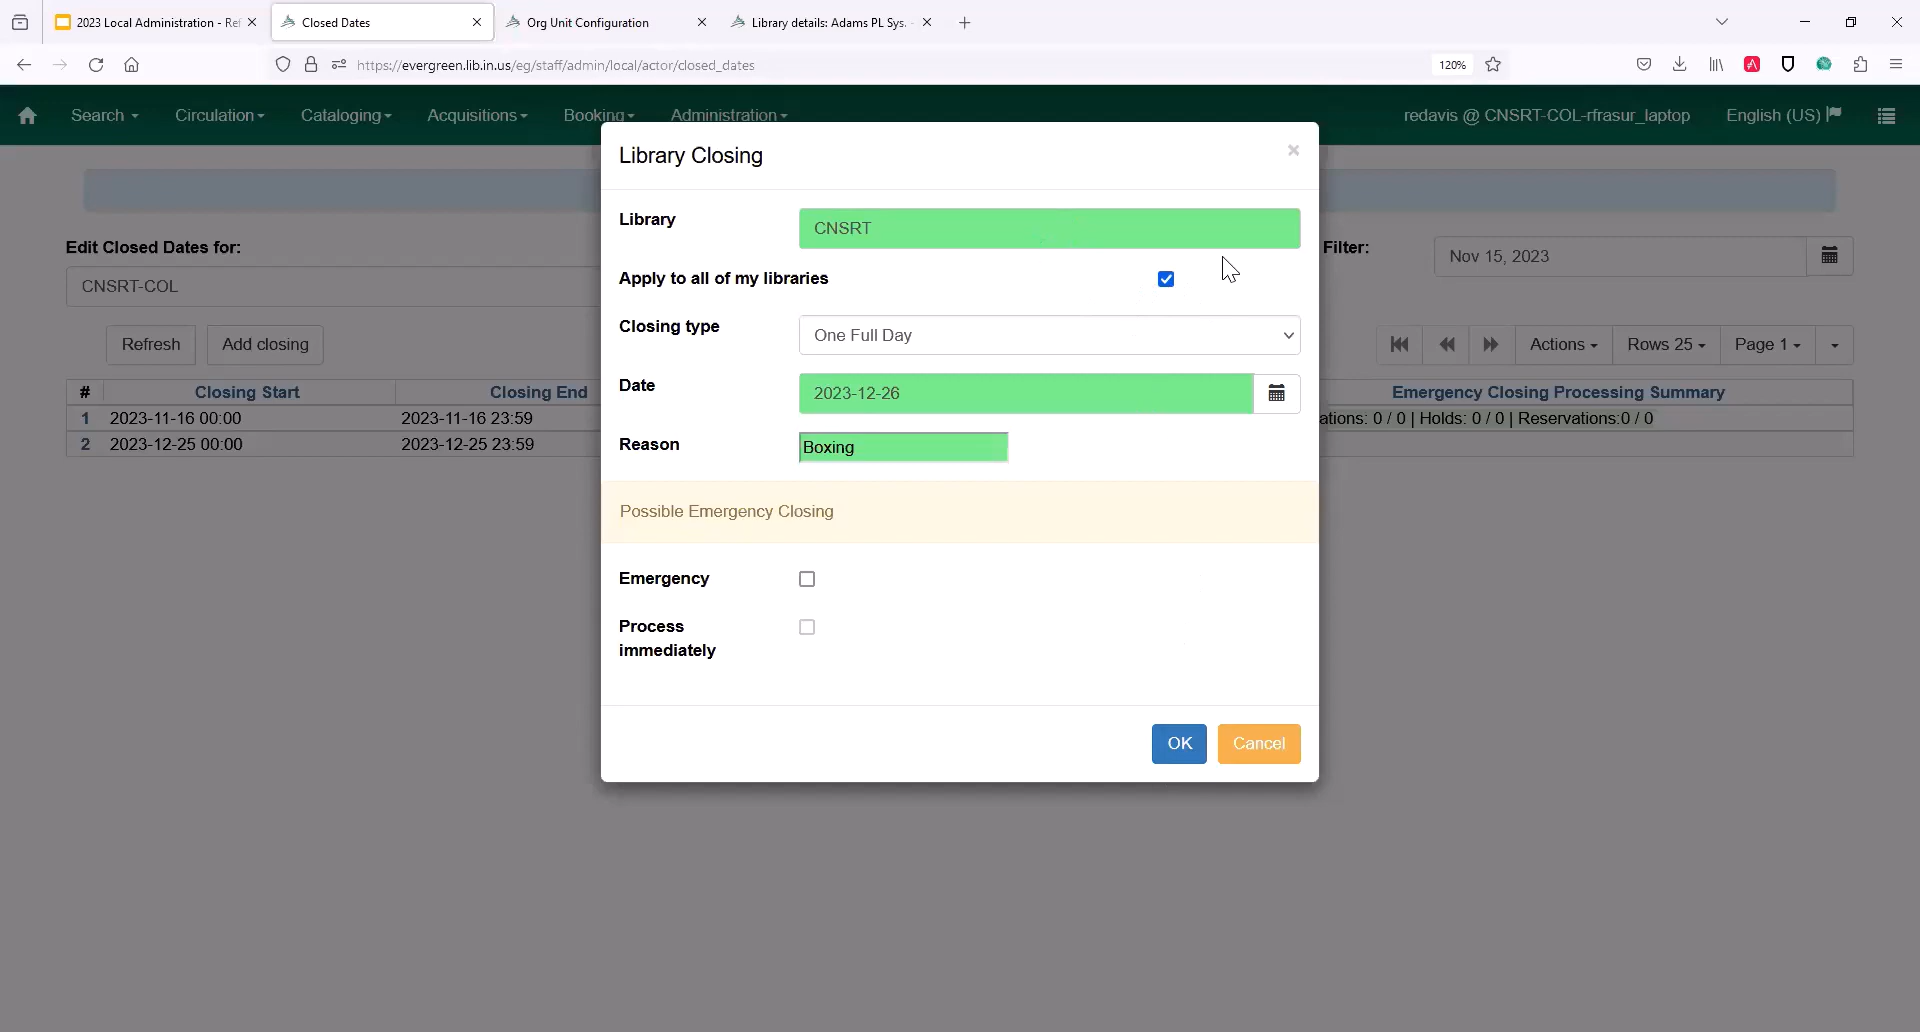 2023 Local Administration - Ref
Closed Dates
Org Unit Configuration
Library details: Adams PL Sys. -
https://evergreen.lib.in.us/eg/staff/admin/local/actor/closed_dates
120%
Search
Circulation
Cataloging
Acquisitions
Booking
Administration
redavis @ CNSRT-COL-rfrasur_laptop
English (US)
Library Closing
×
Library
CNSRT
Apply to all of my libraries
Closing type
One Full Day
Date
2023-12-26
Reason
Boxing
Possible Emergency Closing
Emergency
Process
immediately
OK
Cancel
Edit Closed Dates for:
CNSRT-COL
Filter:
Nov 15, 2023
Refresh
Add closing
Actions
Rows 25
Page 1
# Closing Start Closing End Emergency Closing Processing Summary
1 2023-11-16 00:00 2023-11-16 23:59 ations: 0 / 0 | Holds: 0 / 0 | Reservations:0 / 0
2 2023-12-25 00:00 2023-12-25 23:59